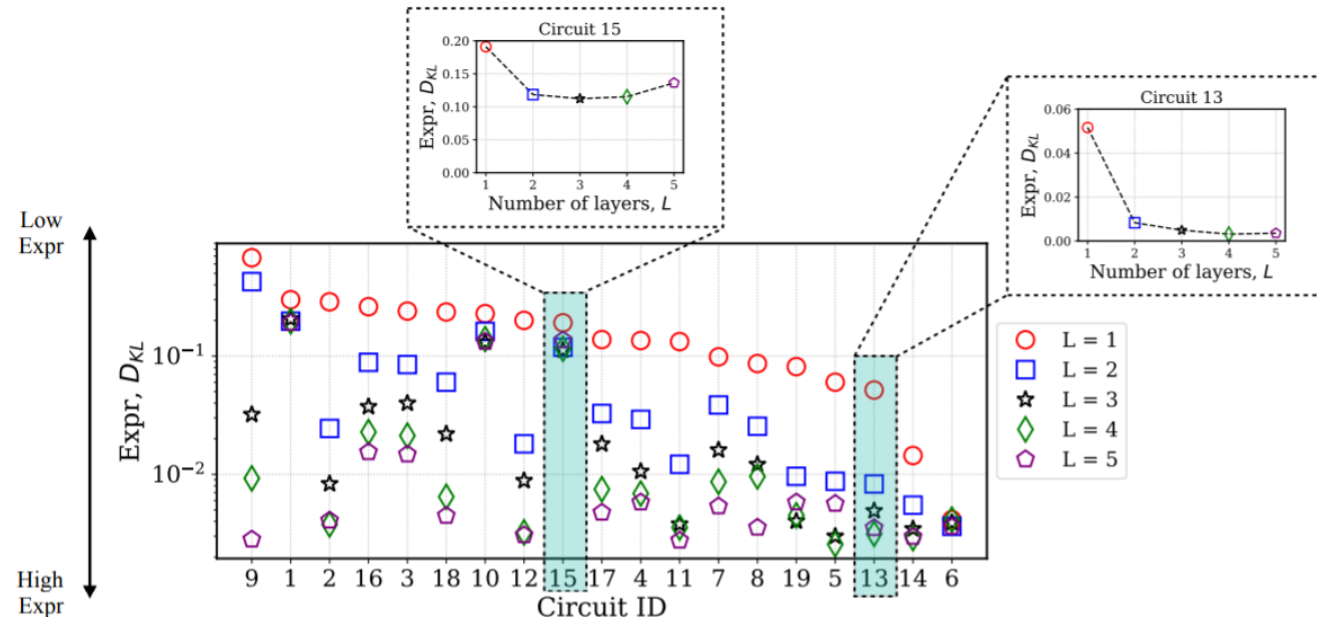 Circuit 15
0.20
0.15
0.10
0.05
0.00
Expr, D_KL
1 2 3 4 5
Number of layers, L
Circuit 13
0.06
0.04
0.02
0.00
Expr, D_KL
1 2 3 4 5
Number of layers, L
Low
Expr
High
Expr
Expr, D_KL
10⁻¹
10⁻²
9 1 2 16 3 18 10 12 15 17 4 11 7 8 19 5 13 14 6
Circuit ID
L = 1
L = 2
L = 3
L = 4
L = 5